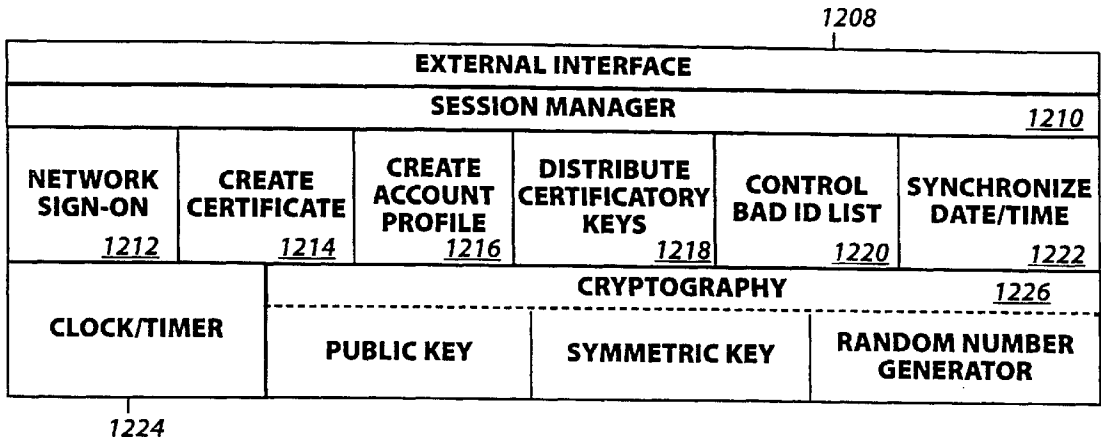 1208
EXTERNAL INTERFACE
SESSION MANAGER
1210
NETWORK
SIGN-ON
1212
CREATE
CERTIFICATE
1214
CREATE
ACCOUNT
PROFILE
1216
DISTRIBUTE
CERTIFICATORY
KEYS
1218
CONTROL
BAD ID LIST
1220
SYNCHRONIZE
DATE/TIME
1222
CLOCK/TIMER
CRYPTOGRAPHY
1226
PUBLIC KEY
SYMMETRIC KEY
RANDOM NUMBER
GENERATOR
1224